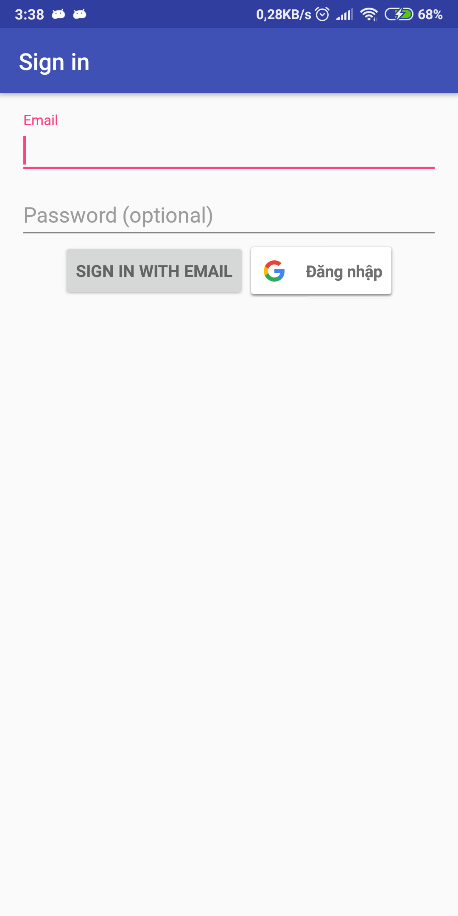 3:38 0,28KB/s 68%
Sign in
Email
Password (optional)
SIGN IN WITH EMAIL Đăng nhập